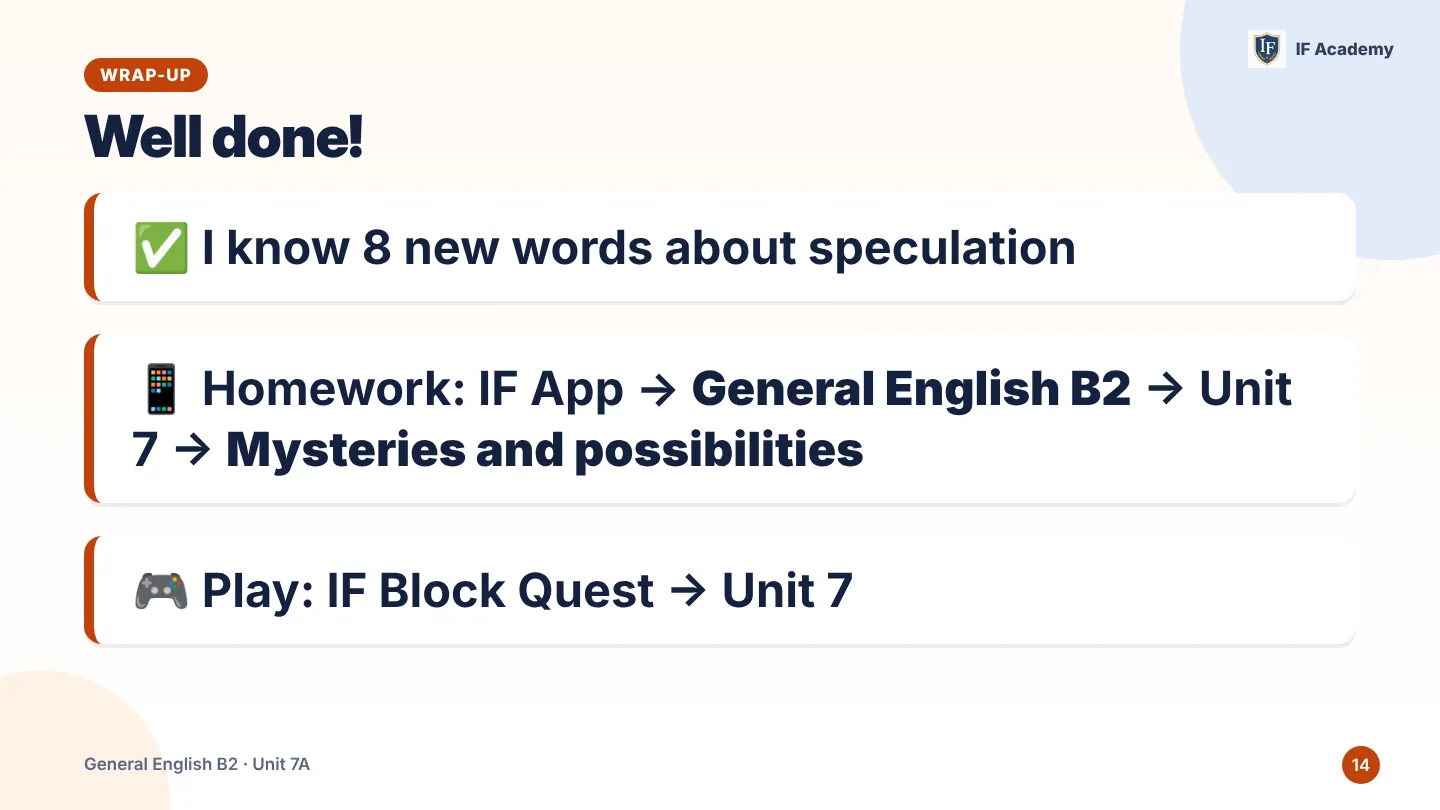 IF Academy
WRAP-UP
Well done!
✅ I know 8 new words about speculation
📱 Homework: IF App → General English B2 → Unit
7 → Mysteries and possibilities
🎮 Play: IF Block Quest → Unit 7
General English B2 · Unit 7A
14